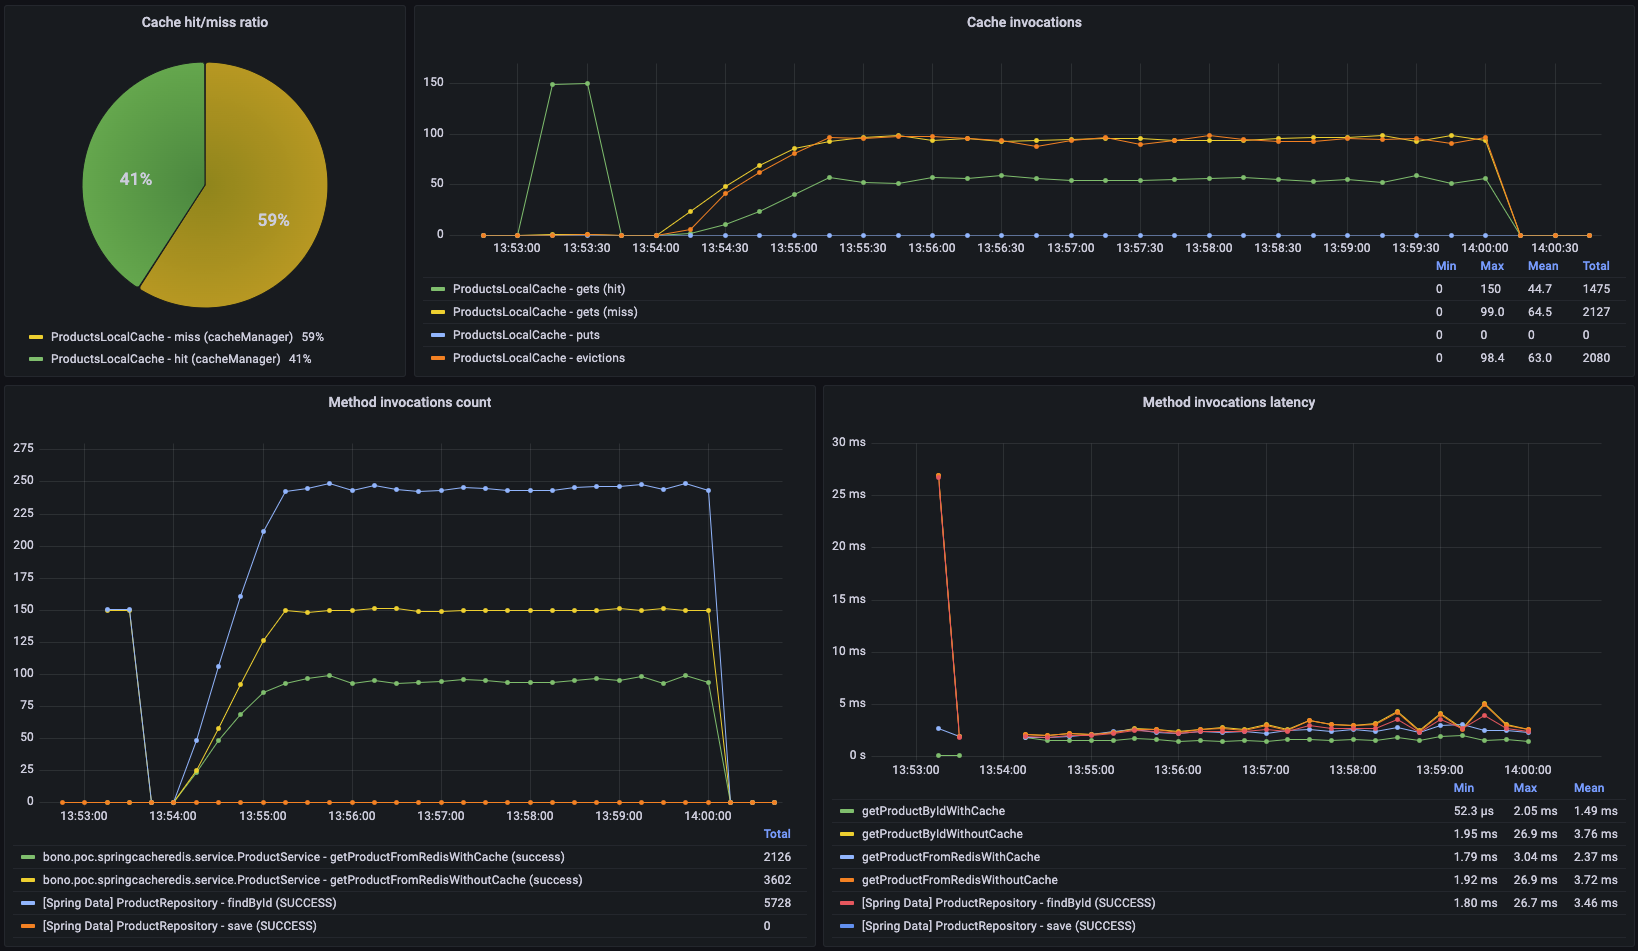 Cache hit/miss ratio
41%
59%
ProductsLocalCache - miss (cacheManager) 59%
ProductsLocalCache - hit (cacheManager) 41%
Cache invocations
150
100
50
0
13:53:00 13:53:30 13:54:00 13:54:30 13:55:00 13:55:30 13:56:00 13:56:30 13:57:00 13:57:30 13:58:00 13:58:30 13:59:00 13:59:30 14:00:00 14:00:30
Min Max Mean Total
ProductsLocalCache - gets (hit) 0 150 44.7 1475
ProductsLocalCache - gets (miss) 0 99.0 64.5 2127
ProductsLocalCache - puts 0 0 0 0
ProductsLocalCache - evictions 0 98.4 63.0 2080
Method invocations count
275
250
225
200
175
150
125
100
75
50
25
0
13:53:00 13:54:00 13:55:00 13:56:00 13:57:00 13:58:00 13:59:00 14:00:00
Total
bono.poc.springcacheredis.service.ProductService - getProductFromRedisWithCache (success) 2126
bono.poc.springcacheredis.service.ProductService - getProductFromRedisWithoutCache (success) 3602
[Spring Data] ProductRepository - findById (SUCCESS) 5728
[Spring Data] ProductRepository - save (SUCCESS) 0
Method invocations latency
30 ms
25 ms
20 ms
15 ms
10 ms
5 ms
0 s
13:53:00 13:54:00 13:55:00 13:56:00 13:57:00 13:58:00 13:59:00 14:00:00
Min Max Mean
getProductByIdWithCache 52.3 µs 2.05 ms 1.49 ms
getProductByIdWithoutCache 1.95 ms 26.9 ms 3.76 ms
getProductFromRedisWithCache 1.79 ms 3.04 ms 2.37 ms
getProductFromRedisWithoutCache 1.92 ms 26.9 ms 3.72 ms
[Spring Data] ProductRepository - findById (SUCCESS) 1.80 ms 26.7 ms 3.46 ms
[Spring Data] ProductRepository - save (SUCCESS)